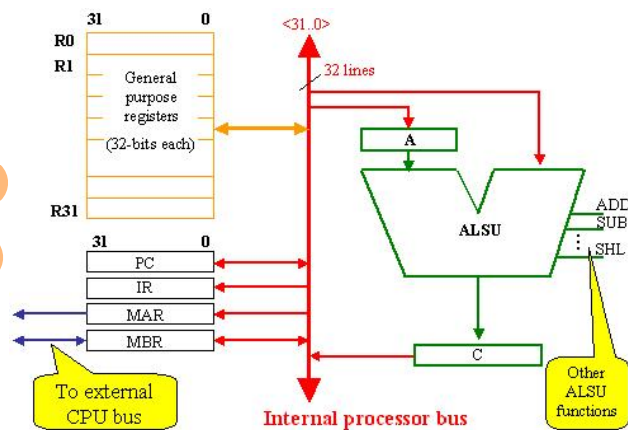 31 0
<31..0>
R0
R1
32 lines
General
purpose
registers
(32-bits each)
A
R31
ALSU
ADD
SUB
SHL
31 0
PC
IR
MAR
MBR
C
To external
CPU bus
Other
ALSU
functions
Internal processor bus